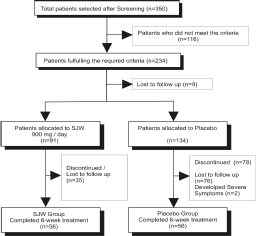 Total patients selected after Screening (n=350)
Patients who did not meet the criteria
(n=116)
Patients fulfulling the required criteria (n=234)
Lost to follow up (n=9)
Patients allocated to SJW
900 mg / day
(n=91)
Patients allocated to Placebo
(n=134)
Discontinued /
Lost to follow up
(n=35)
Discontinued (n=78)
Lost to follow up
(n=76)
Develolped Severe
Symptoms (n=2)
SJW Group
Completed 6-week treatment
(n=56)
Placebo Group
Completed 6-week treatment
(n=56)